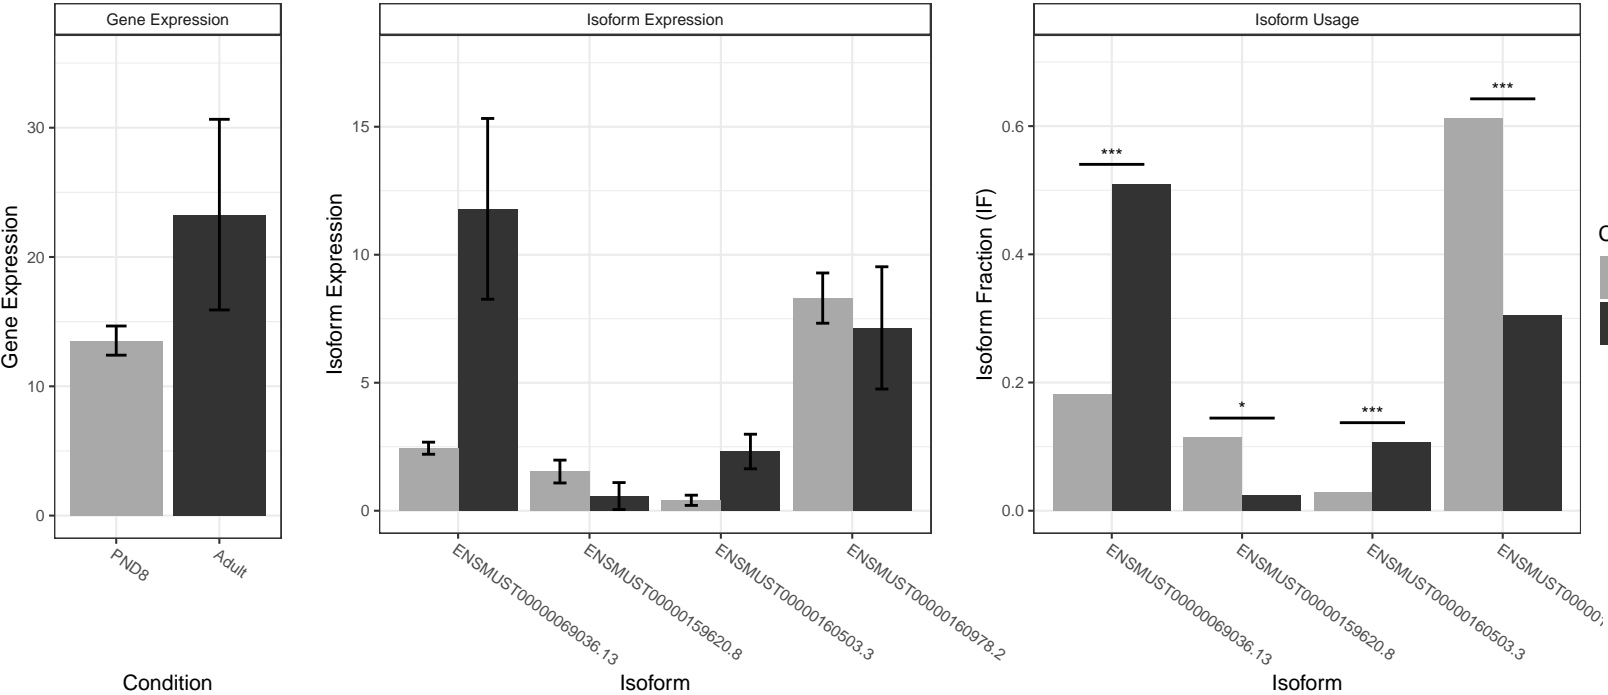 Gene Expression
Isoform Expression
Isoform Usage
Gene Expression
30
20
10
0
PND8
Adult
Condition
Isoform Expression
15
10
5
0
ENSMUST00000069036.13
ENSMUST00000159620.8
ENSMUST00000160503.3
ENSMUST00000160978.2
Isoform
Isoform Fraction (IF)
0.6
0.4
0.2
0.0
***
*
***
***
ENSMUST00000069036.13
ENSMUST00000159620.8
ENSMUST00000160503.3
Isoform